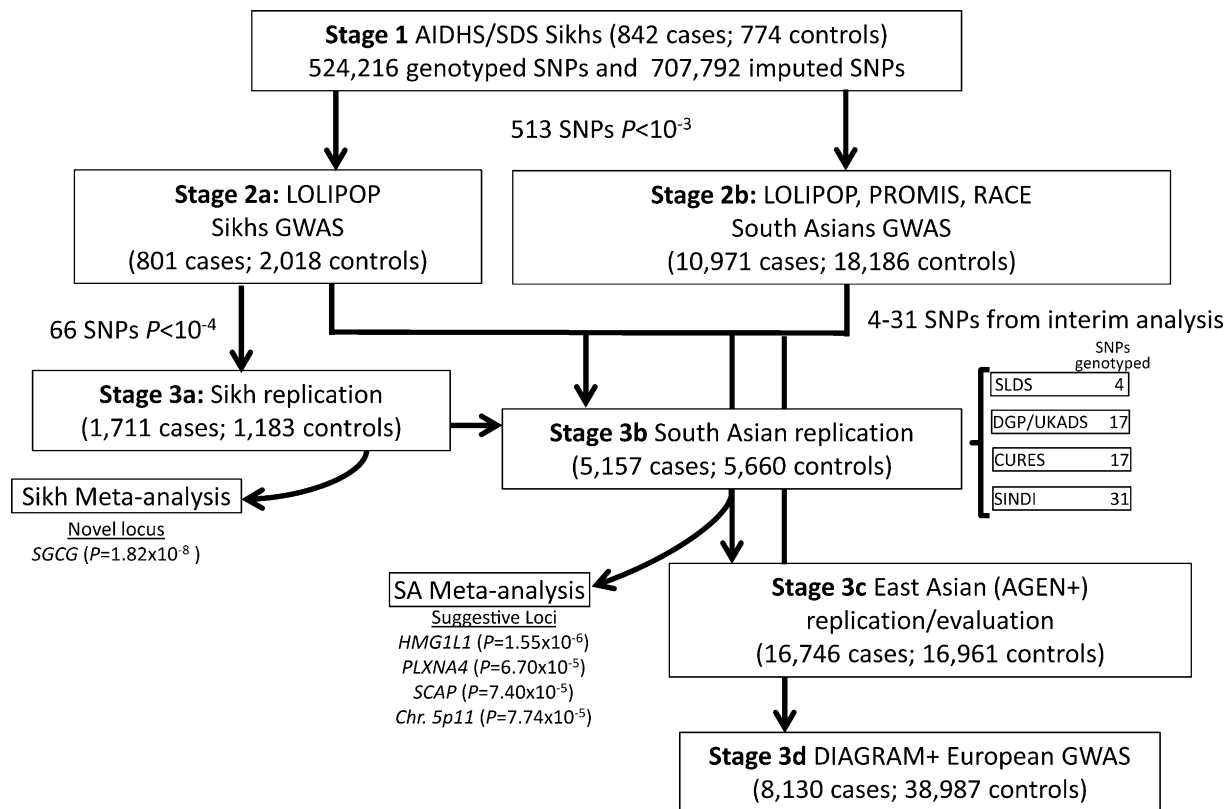 Stage 1 AIDHS/SDS Sikhs (842 cases; 774 controls)
524,216 genotyped SNPs and 707,792 imputed SNPs
513 SNPs P<10⁻³
Stage 2a: LOLIPOP
Sikhs GWAS
(801 cases; 2,018 controls)
Stage 2b: LOLIPOP, PROMIS, RACE
South Asians GWAS
(10,971 cases; 18,186 controls)
66 SNPs P<10⁻⁴
4-31 SNPs from interim analysis
Stage 3a: Sikh replication
(1,711 cases; 1,183 controls)
Stage 3b South Asian replication
(5,157 cases; 5,660 controls)
SNPs
genotyped
SLDS 4
DGP/UKADS 17
CURES 17
SINDI 31
Sikh Meta-analysis
Novel locus
SGCG (P=1.82x10⁻⁸ )
SA Meta-analysis
Suggestive Loci
HMG1L1 (P=1.55x10⁻⁶)
PLXNA4 (P=6.70x10⁻⁵)
SCAP (P=7.40x10⁻⁵)
Chr. 5p11 (P=7.74x10⁻⁵)
Stage 3c East Asian (AGEN+)
replication/evaluation
(16,746 cases; 16,961 controls)
Stage 3d DIAGRAM+ European GWAS
(8,130 cases; 38,987 controls)